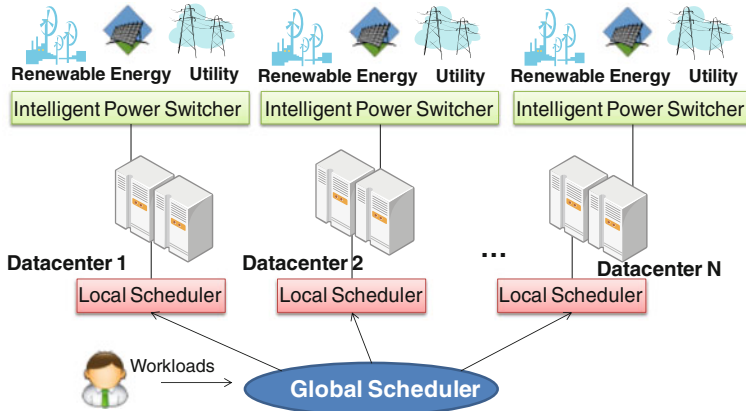 Renewable Energy Utility Renewable Energy Utility Renewable Energy Utility
Intelligent Power Switcher Intelligent Power Switcher Intelligent Power Switcher
Datacenter 1 Datacenter 2 ... Datacenter N
Local Scheduler Local Scheduler Local Scheduler
Workloads
Global Scheduler